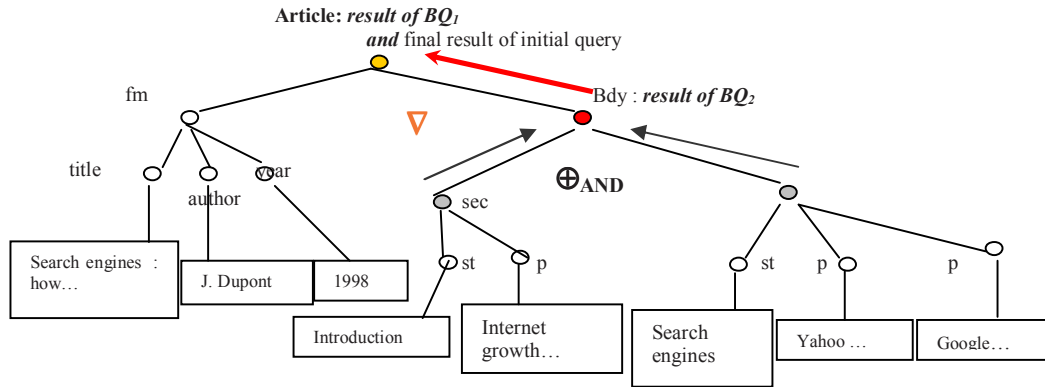 Article: result of BQ1
and final result of initial query
Bdy : result of BQ2
fm
∇
title
year
author
⊕AND
sec
st
p
st
p
p
Search engines :
how…
J. Dupont
1998
Introduction
Internet
growth…
Search
engines
Yahoo …
Google…